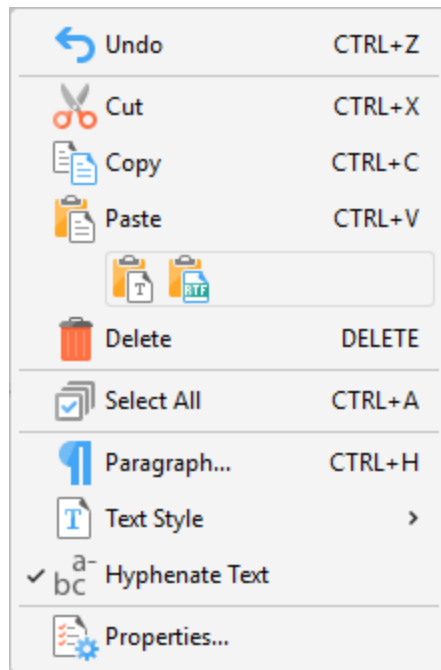 Undo CTRL+Z
Cut CTRL+X
Copy CTRL+C
Paste CTRL+V
T RTF
Delete DELETE
Select All CTRL+A
Paragraph... CTRL+H
T Text Style
a-
bc Hyphenate Text
Properties...